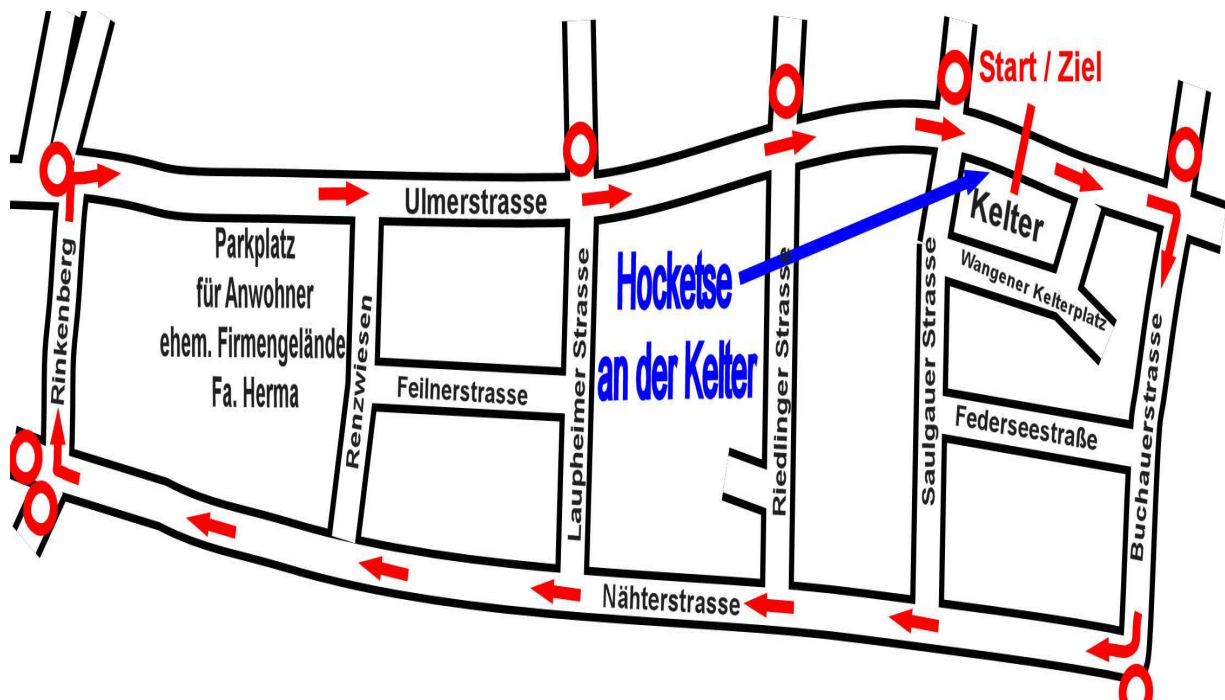 Start / Ziel
Ulmerstrasse
Kelter
Parkplatz
für Anwohner
ehem. Firmengelände
Fa. Herma
Hocketse
an der Kelter
Wangener Kelterplatz
Rinkenberg
Renzwiesen
Feilnerstrasse
Laupheimer Strasse
Riedlinger Strasse
Saulgauer Strasse
Federseestraße
Buchauerstrasse
Nähterstrasse